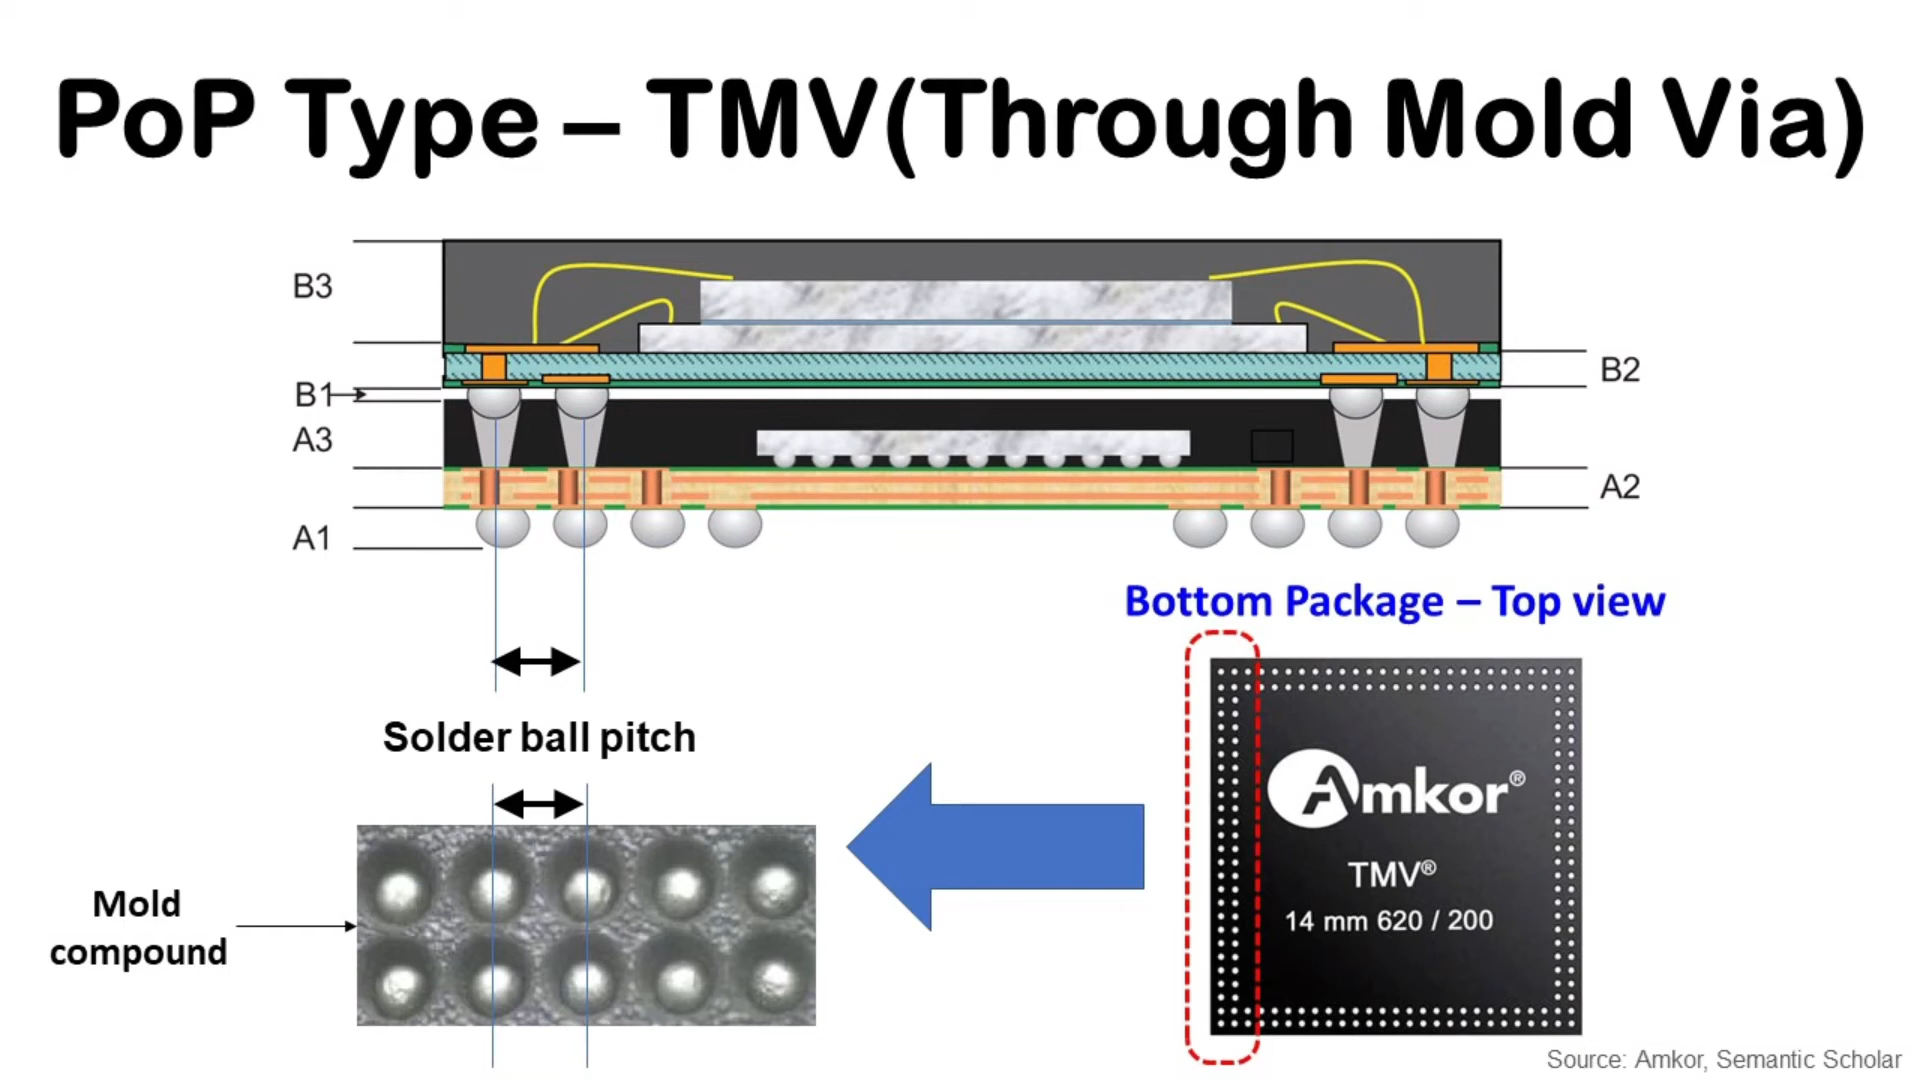 PoP Type – TMV(Through Mold Via)
B3
B2
B1
A3
A2
A1
Bottom Package – Top view
Solder ball pitch
Amkor®
TMV®
14 mm 620 / 200
Mold
compound
Source: Amkor, Semantic Scholar